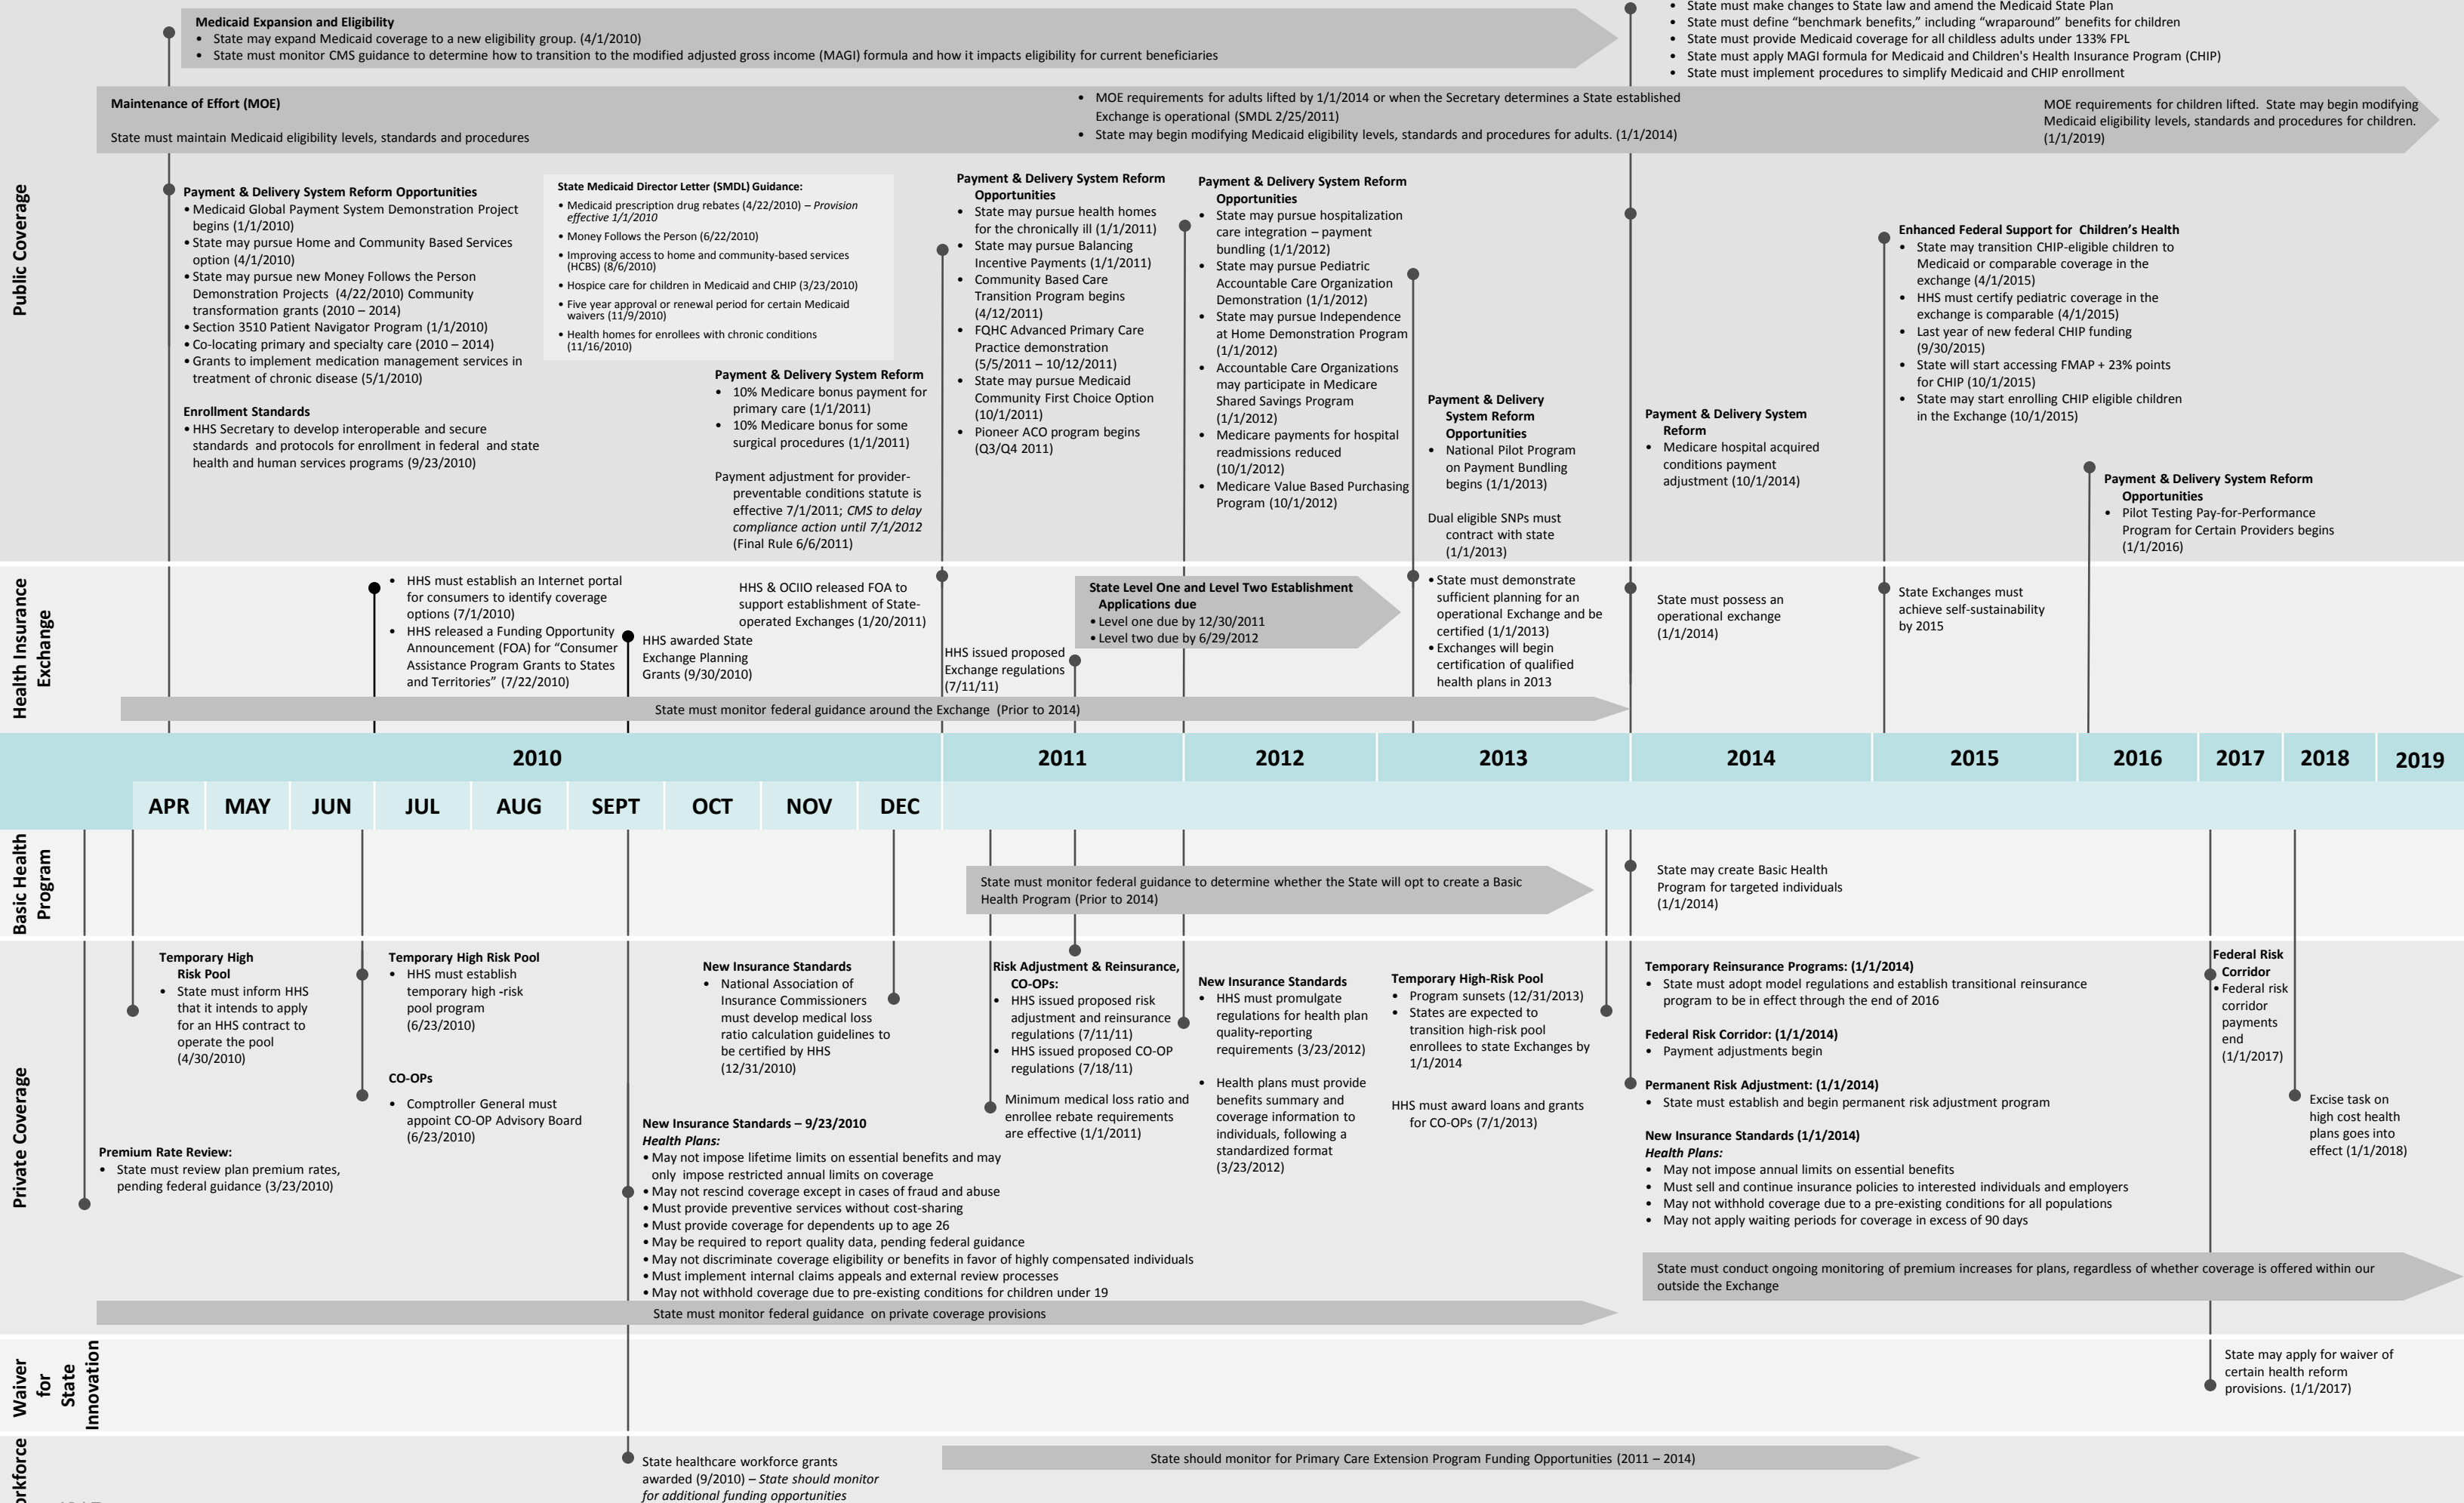 Medicaid Expansion and Eligibility
• State may expand Medicaid coverage to a new eligibility group. (4/1/2010)
• State must monitor CMS guidance to determine how to transition to the modified adjusted gross income (MAGI) formula and how it impacts eligibility for current beneficiaries
• State must make changes to State law and amend the Medicaid State Plan
• State must define “benchmark benefits,” including “wraparound” benefits for children
• State must provide Medicaid coverage for all childless adults under 133% FPL
• State must apply MAGI formula for Medicaid and Children's Health Insurance Program (CHIP)
• State must implement procedures to simplify Medicaid and CHIP enrollment
Maintenance of Effort (MOE)
State must maintain Medicaid eligibility levels, standards and procedures
• MOE requirements for adults lifted by 1/1/2014 or when the Secretary determines a State established
Exchange is operational (SMDL 2/25/2011)
• State may begin modifying Medicaid eligibility levels, standards and procedures for adults. (1/1/2014)
MOE requirements for children lifted. State may begin modifying
Medicaid eligibility levels, standards and procedures for children.
(1/1/2019)
Public Coverage
Payment & Delivery System Reform Opportunities
• Medicaid Global Payment System Demonstration Project
begins (1/1/2010)
• State may pursue Home and Community Based Services
option (4/1/2010)
• State may pursue new Money Follows the Person
Demonstration Projects (4/22/2010) Community
transformation grants (2010 – 2014)
• Section 3510 Patient Navigator Program (1/1/2010)
• Co-locating primary and specialty care (2010 – 2014)
• Grants to implement medication management services in
treatment of chronic disease (5/1/2010)
Enrollment Standards
• HHS Secretary to develop interoperable and secure
standards and protocols for enrollment in federal and state
health and human services programs (9/23/2010)
State Medicaid Director Letter (SMDL) Guidance:
• Medicaid prescription drug rebates (4/22/2010) – Provision
effective 1/1/2010
• Money Follows the Person (6/22/2010)
• Improving access to home and community-based services
(HCBS) (8/6/2010)
• Hospice care for children in Medicaid and CHIP (3/23/2010)
• Five year approval or renewal period for certain Medicaid
waivers (11/9/2010)
• Health homes for enrollees with chronic conditions
(11/16/2010)
Payment & Delivery System Reform
• 10% Medicare bonus payment for
primary care (1/1/2011)
• 10% Medicare bonus for some
surgical procedures (1/1/2011)
Payment adjustment for provider-
preventable conditions statute is
effective 7/1/2011; CMS to delay
compliance action until 7/1/2012
(Final Rule 6/6/2011)
Payment & Delivery System Reform
Opportunities
• State may pursue health homes
for the chronically ill (1/1/2011)
• State may pursue Balancing
Incentive Payments (1/1/2011)
• Community Based Care
Transition Program begins
(4/12/2011)
• FQHC Advanced Primary Care
Practice demonstration
(5/5/2011 – 10/12/2011)
• State may pursue Medicaid
Community First Choice Option
(10/1/2011)
• Pioneer ACO program begins
(Q3/Q4 2011)
Payment & Delivery System Reform
Opportunities
• State may pursue hospitalization
care integration – payment
bundling (1/1/2012)
• State may pursue Pediatric
Accountable Care Organization
Demonstration (1/1/2012)
• State may pursue Independence
at Home Demonstration Program
(1/1/2012)
• Accountable Care Organizations
may participate in Medicare
Shared Savings Program
(1/1/2012)
• Medicare payments for hospital
readmissions reduced
(10/1/2012)
• Medicare Value Based Purchasing
Program (10/1/2012)
Payment & Delivery
System Reform
Opportunities
• National Pilot Program
on Payment Bundling
begins (1/1/2013)
Dual eligible SNPs must
contract with state
(1/1/2013)
Payment & Delivery System
Reform
• Medicare hospital acquired
conditions payment
adjustment (10/1/2014)
Enhanced Federal Support for Children’s Health
• State may transition CHIP-eligible children to
Medicaid or comparable coverage in the
exchange (4/1/2015)
• HHS must certify pediatric coverage in the
exchange is comparable (4/1/2015)
• Last year of new federal CHIP funding
(9/30/2015)
• State will start accessing FMAP + 23% points
for CHIP (10/1/2015)
• State may start enrolling CHIP eligible children
in the Exchange (10/1/2015)
Payment & Delivery System Reform
Opportunities
• Pilot Testing Pay-for-Performance
Program for Certain Providers begins
(1/1/2016)
Health Insurance
Exchange
• HHS must establish an Internet portal
for consumers to identify coverage
options (7/1/2010)
• HHS released a Funding Opportunity
Announcement (FOA) for “Consumer
Assistance Program Grants to States
and Territories” (7/22/2010)
HHS awarded State
Exchange Planning
Grants (9/30/2010)
HHS & OCIIO released FOA to
support establishment of State-
operated Exchanges (1/20/2011)
HHS issued proposed
Exchange regulations
(7/11/11)
State Level One and Level Two Establishment
Applications due
• Level one due by 12/30/2011
• Level two due by 6/29/2012
• State must demonstrate
sufficient planning for an
operational Exchange and be
certified (1/1/2013)
• Exchanges will begin
certification of qualified
health plans in 2013
State must possess an
operational exchange
(1/1/2014)
State Exchanges must
achieve self-sustainability
by 2015
State must monitor federal guidance around the Exchange (Prior to 2014)
2010 2011 2012 2013 2014 2015 2016 2017 2018 2019
APR MAY JUN JUL AUG SEPT OCT NOV DEC
Basic Health
Program
State must monitor federal guidance to determine whether the State will opt to create a Basic
Health Program (Prior to 2014)
State may create Basic Health
Program for targeted individuals
(1/1/2014)
Private Coverage
Temporary High
Risk Pool
• State must inform HHS
that it intends to apply
for an HHS contract to
operate the pool
(4/30/2010)
Premium Rate Review:
• State must review plan premium rates,
pending federal guidance (3/23/2010)
Temporary High Risk Pool
• HHS must establish
temporary high -risk
pool program
(6/23/2010)
CO-OPs
• Comptroller General must
appoint CO-OP Advisory Board
(6/23/2010)
New Insurance Standards
• National Association of
Insurance Commissioners
must develop medical loss
ratio calculation guidelines to
be certified by HHS
(12/31/2010)
New Insurance Standards – 9/23/2010
Health Plans:
• May not impose lifetime limits on essential benefits and may
only impose restricted annual limits on coverage
• May not rescind coverage except in cases of fraud and abuse
• Must provide preventive services without cost-sharing
• Must provide coverage for dependents up to age 26
• May be required to report quality data, pending federal guidance
• May not discriminate coverage eligibility or benefits in favor of highly compensated individuals
• Must implement internal claims appeals and external review processes
• May not withhold coverage due to pre-existing conditions for children under 19
Risk Adjustment & Reinsurance,
CO-OPs:
• HHS issued proposed risk
adjustment and reinsurance
regulations (7/11/11)
• HHS issued proposed CO-OP
regulations (7/18/11)
Minimum medical loss ratio and
enrollee rebate requirements
are effective (1/1/2011)
New Insurance Standards
• HHS must promulgate
regulations for health plan
quality-reporting
requirements (3/23/2012)
• Health plans must provide
benefits summary and
coverage information to
individuals, following a
standardized format
(3/23/2012)
Temporary High-Risk Pool
• Program sunsets (12/31/2013)
• States are expected to
transition high-risk pool
enrollees to state Exchanges by
1/1/2014
HHS must award loans and grants
for CO-OPs (7/1/2013)
Temporary Reinsurance Programs: (1/1/2014)
• State must adopt model regulations and establish transitional reinsurance
program to be in effect through the end of 2016
Federal Risk Corridor: (1/1/2014)
• Payment adjustments begin
Permanent Risk Adjustment: (1/1/2014)
• State must establish and begin permanent risk adjustment program
New Insurance Standards (1/1/2014)
Health Plans:
• May not impose annual limits on essential benefits
• Must sell and continue insurance policies to interested individuals and employers
• May not withhold coverage due to a pre-existing conditions for all populations
• May not apply waiting periods for coverage in excess of 90 days
Federal Risk
Corridor
• Federal risk
corridor
payments
end
(1/1/2017)
Excise task on
high cost health
plans goes into
effect (1/1/2018)
State must conduct ongoing monitoring of premium increases for plans, regardless of whether coverage is offered within our
outside the Exchange
State must monitor federal guidance on private coverage provisions
Waiver
for
State
Innovation
State may apply for waiver of
certain health reform
provisions. (1/1/2017)
State healthcare workforce grants
awarded (9/2010) – State should monitor
for additional funding opportunities
State should monitor for Primary Care Extension Program Funding Opportunities (2011 – 2014)